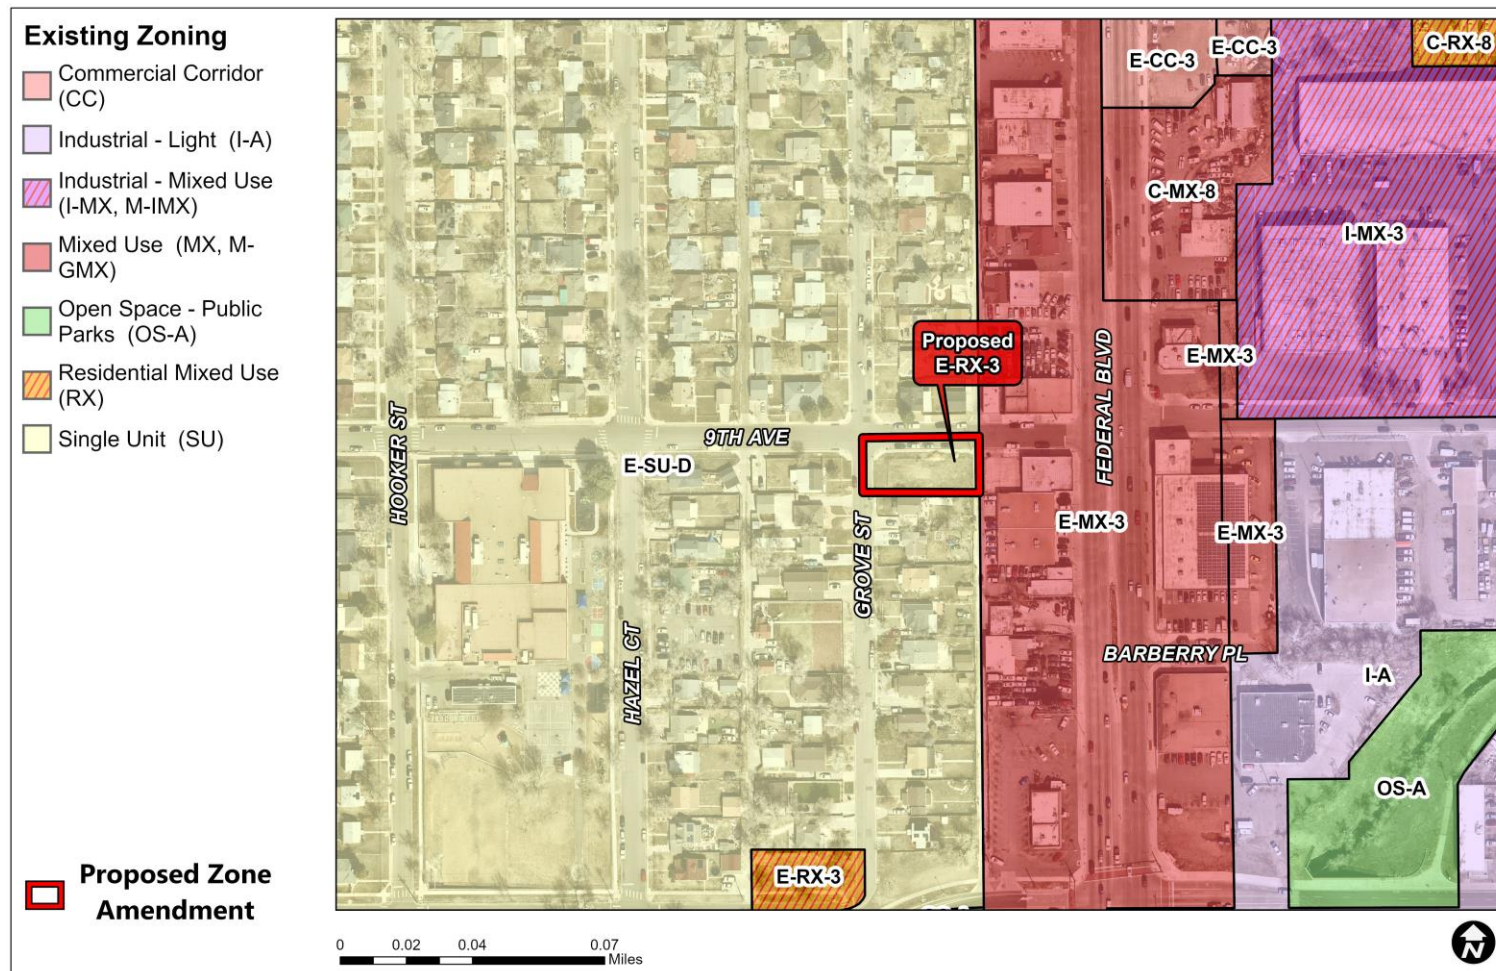 Existing Zoning
Commercial Corridor
(CC)
Industrial - Light (I-A)
Industrial - Mixed Use
(I-MX, M-IMX)
Mixed Use (MX, M-
GMX)
Open Space - Public
Parks (OS-A)
Residential Mixed Use
(RX)
Single Unit (SU)
Proposed Zone
Amendment
E-CC-3
E-CC-3
C-RX-8
C-MX-8
I-MX-3
Proposed
E-RX-3
E-MX-3
FEDERAL BLVD
HOOKER ST
9TH AVE
E-SU-D
E-MX-3
E-MX-3
GROVE ST
HAZEL CT
BARBERRY PL
I-A
OS-A
E-RX-3
0 0.02 0.04 0.07
Miles
N